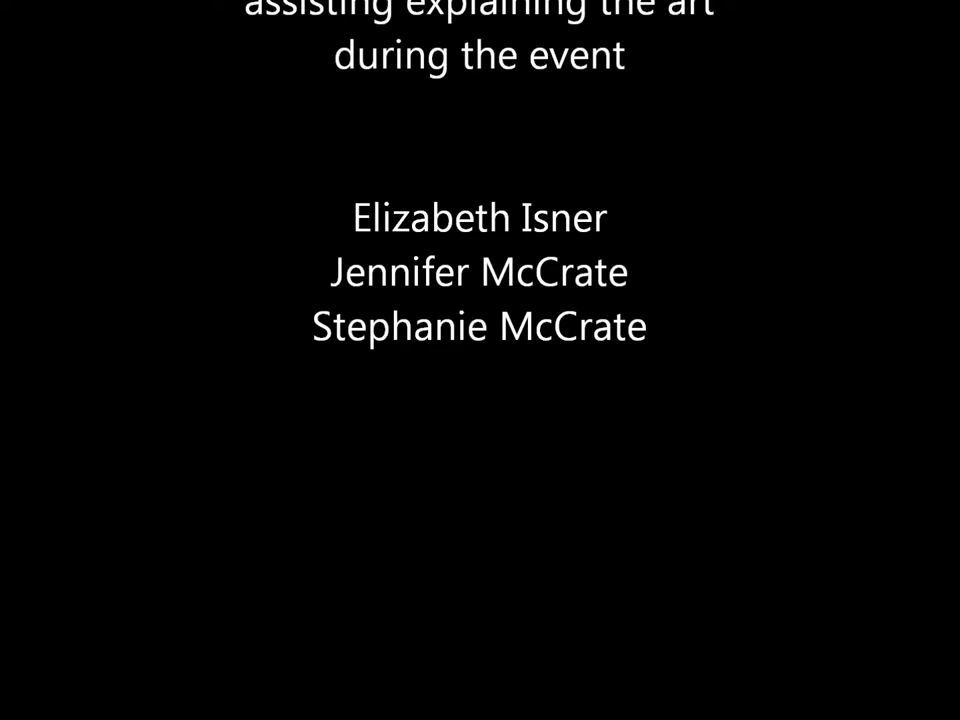 assisting explaining the art
during the event
Elizabeth Isner
Jennifer McCrate
Stephanie McCrate